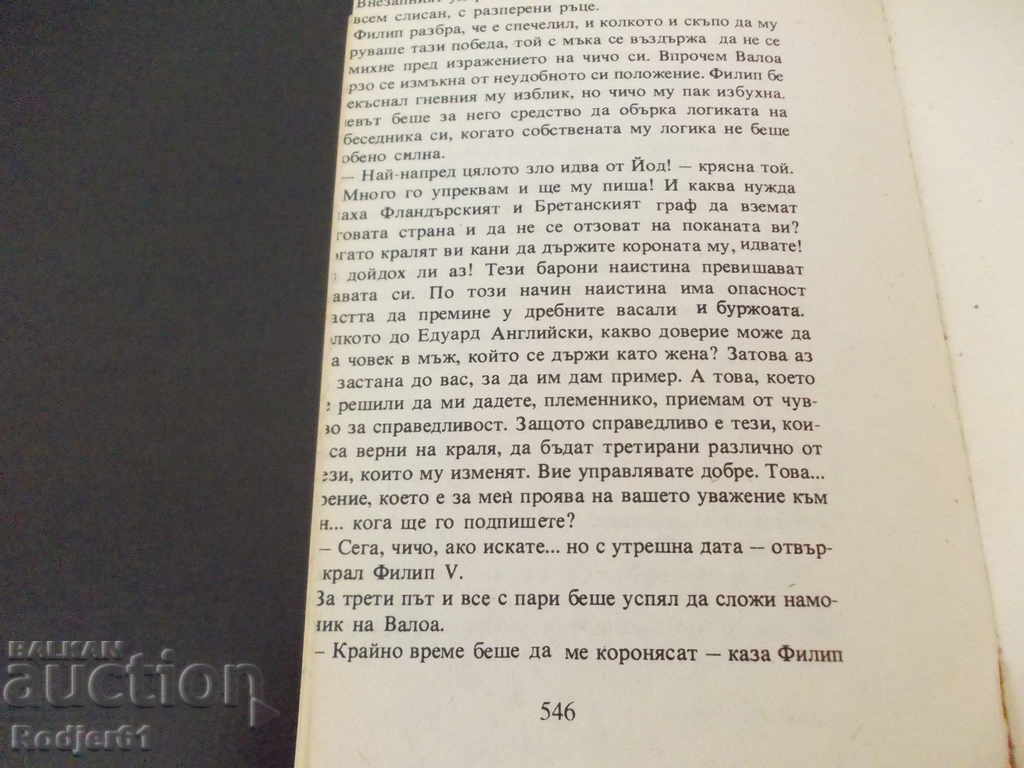 всем слисан, с разперени ръце.
Филип разбра, че е спечелил, и колкото и скъпо да му
руваше тази победа, той с мъка се въздържа да не се
михне пред изражението на чичо си. Впрочем Валоа
рзо се измъкна от неудобното си положение. Филип бе
екъснал гневния му изблик, но чичо му пак избухна.
евът беше за него средство да обърка логиката на
беседника си, когато собствената му логика не беше
обено силна.
— Най-напред цялото зло идва от Йод! — крясна той.
Много го упреквам и ще му пиша! И каква нужда
аха Фландърският и Бретанският граф да вземат
говата страна и да не се отзоват на поканата ви?
огато кралят ви кани да държите короната му, идвате!
дойдох ли аз! Тези барони наистина превишават
авата си. По този начин наистина има опасност
астта да премине у дребните васали и буржоата.
лкото до Едуард Английски, какво доверие може да
а човек в мъж, който се държи като жена? Затова аз
застана до вас, за да им дам пример. А това, което
е решили да ми дадете, племеннико, приемам от чув-
во за справедливост. Защото справедливо е тези, кои-
са верни на краля, да бъдат третирани различно от
ези, които му изменят. Вие управлявате добре. Това...
рение, което е за мен проява на вашето уважение към
н... кога ще го подпишете?
— Сега, чичо, ако искате... но с утрешна дата — отвър-
крал Филип V.
За трети път и все с пари беше успял да сложи намо-
ник на Валоа.
— Крайно време беше да ме коронясат — каза Филип
546
BALKAN
auction
Rodjer61